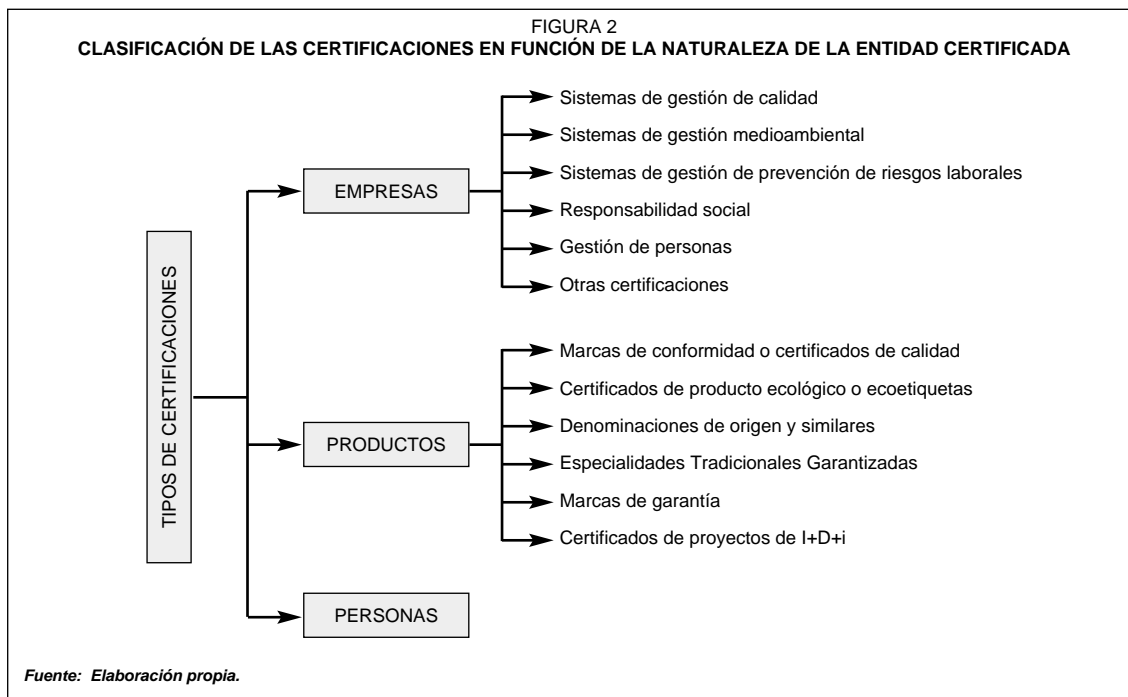 FIGURA 2
CLASIFICACIÓN DE LAS CERTIFICACIONES EN FUNCIÓN DE LA NATURALEZA DE LA ENTIDAD CERTIFICADA
TIPOS DE CERTIFICACIONES
EMPRESAS
Sistemas de gestión de calidad
Sistemas de gestión medioambiental
Sistemas de gestión de prevención de riesgos laborales
Responsabilidad social
Gestión de personas
Otras certificaciones
PRODUCTOS
Marcas de conformidad o certificados de calidad
Certificados de producto ecológico o ecoetiquetas
Denominaciones de origen y similares
Especialidades Tradicionales Garantizadas
Marcas de garantía
Certificados de proyectos de I+D+i
PERSONAS
Fuente: Elaboración propia.